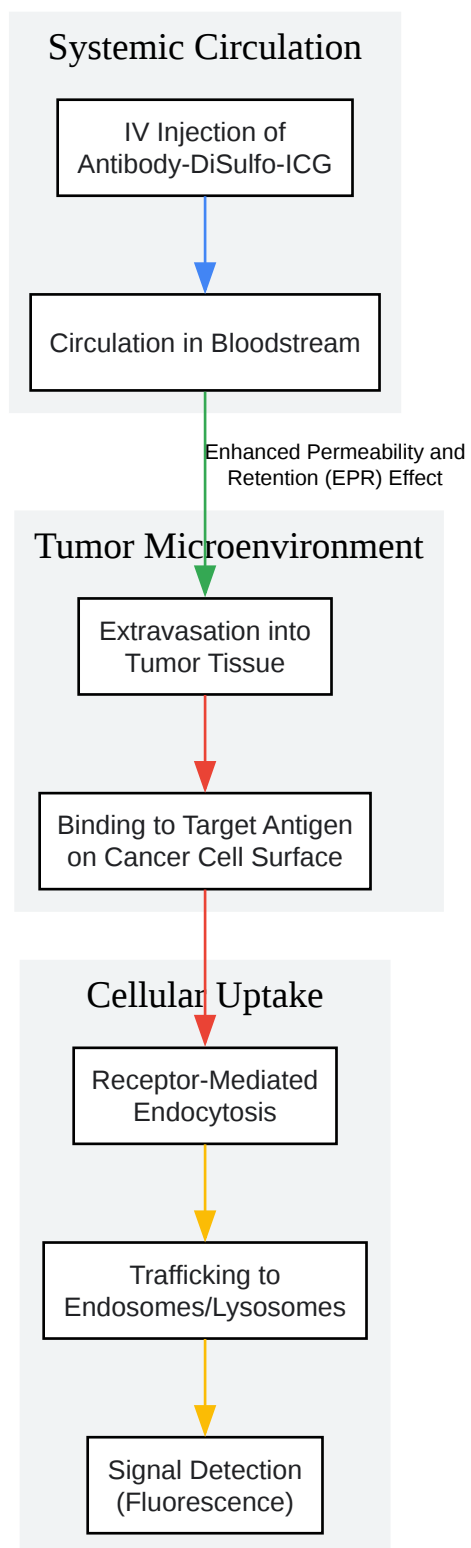 Systemic Circulation
IV Injection of
Antibody-DiSulfo-ICG
Circulation in Bloodstream
Enhanced Permeability and
Retention (EPR) Effect
Tumor Microenvironment
Extravasation into
Tumor Tissue
Binding to Target Antigen
on Cancer Cell Surface
Cellular Uptake
Receptor-Mediated
Endocytosis
Trafficking to
Endosomes/Lysosomes
Signal Detection
(Fluorescence)